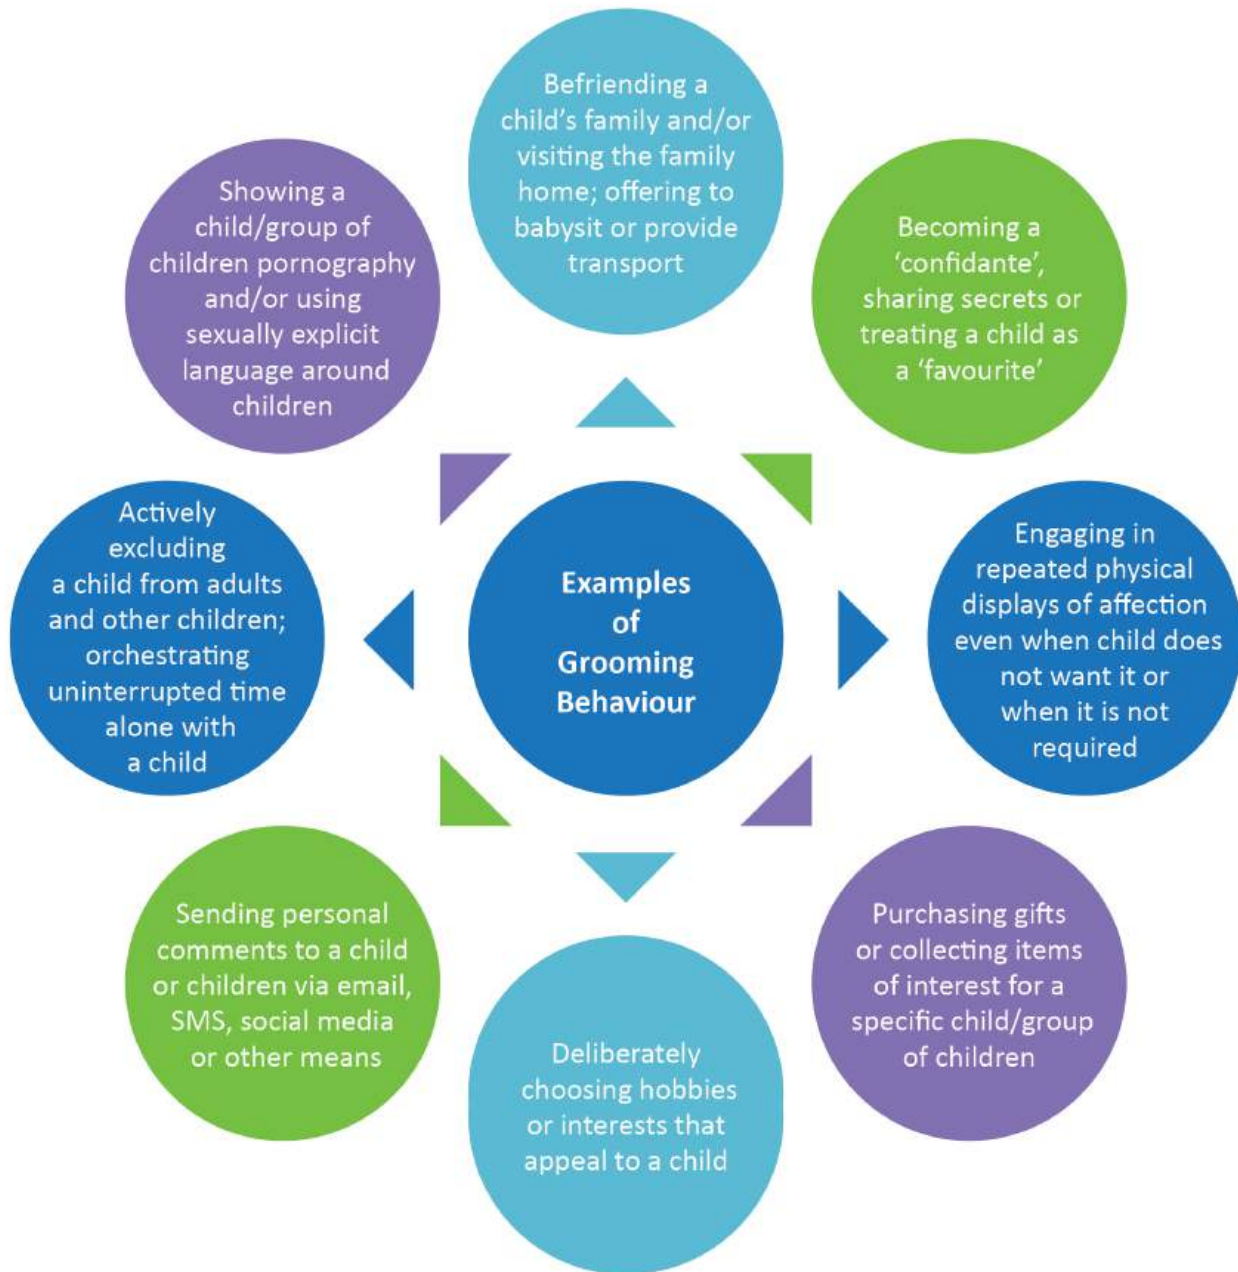 Befriending a
child’s family and/or
visiting the family
home; offering to
babysit or provide
transport
Becoming a
‘confidante’,
sharing secrets or
treating a child as
a ‘favourite’
Engaging in
repeated physical
displays of affection
even when child does
not want it or
when it is not
required
Purchasing gifts
or collecting items
of interest for a
specific child/group
of children
Deliberately
choosing hobbies
or interests that
appeal to a child
Sending personal
comments to a child
or children via email,
SMS, social media
or other means
Actively
excluding
a child from adults
and other children;
orchestrating
uninterrupted time
alone with
a child
Showing a
child/group of
children pornography
and/or using
sexually explicit
language around
children
Examples
of
Grooming
Behaviour